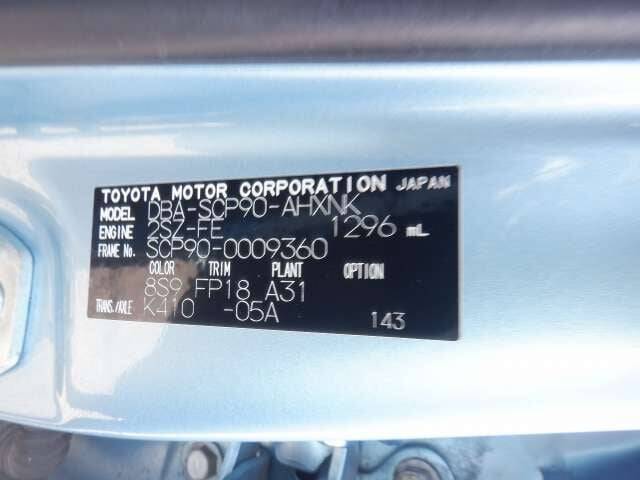 TOYOTA MOTOR CORPORATION JAPAN
MODEL DBA-SCP90-AHXNK
ENGINE 2SZ-FE 1296 mL
FRAME No. SCP90-0009360
COLOR TRIM PLANT OPTION
8S9 FP18 A31
TRANS./AXLE K410 -05A
143